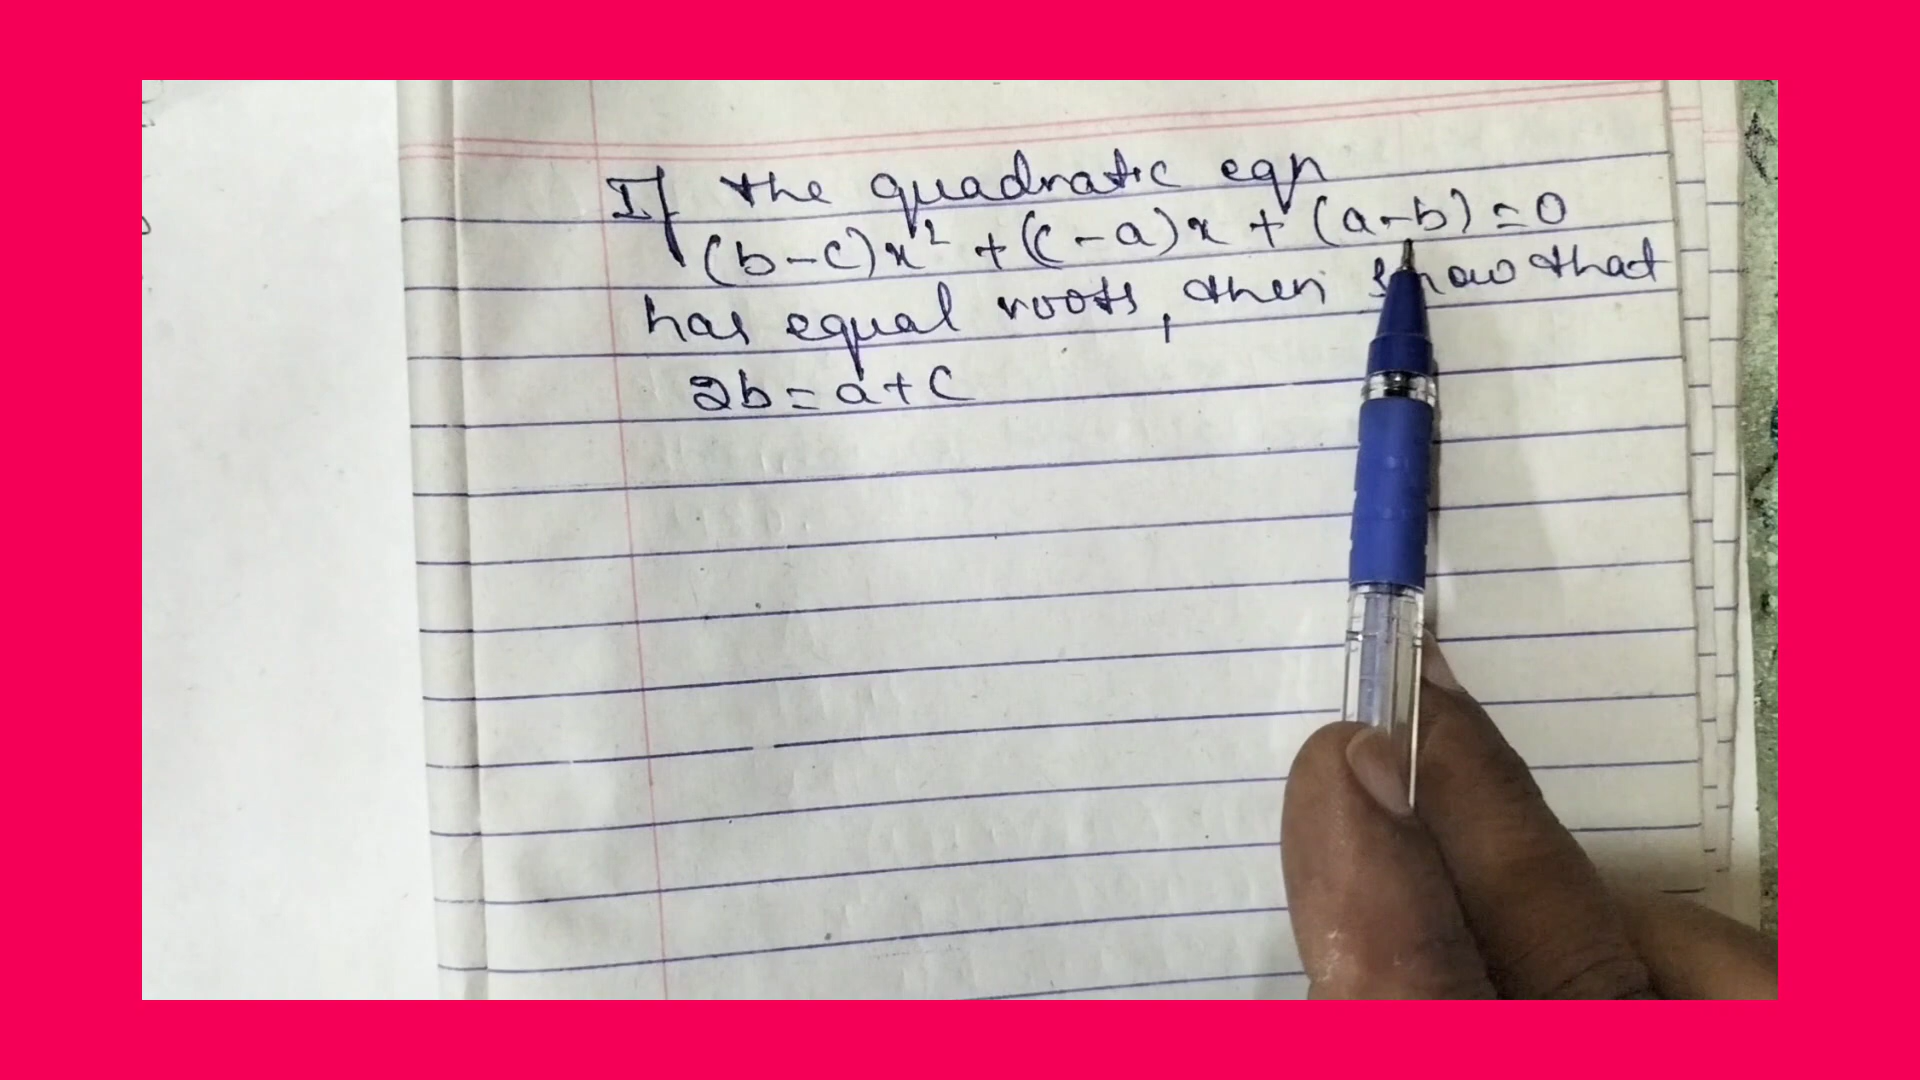 If the quadratic eqn
(b-c)x² + (c-a)x + (a-b) = 0
has equal roots, then show that
2b = a + c